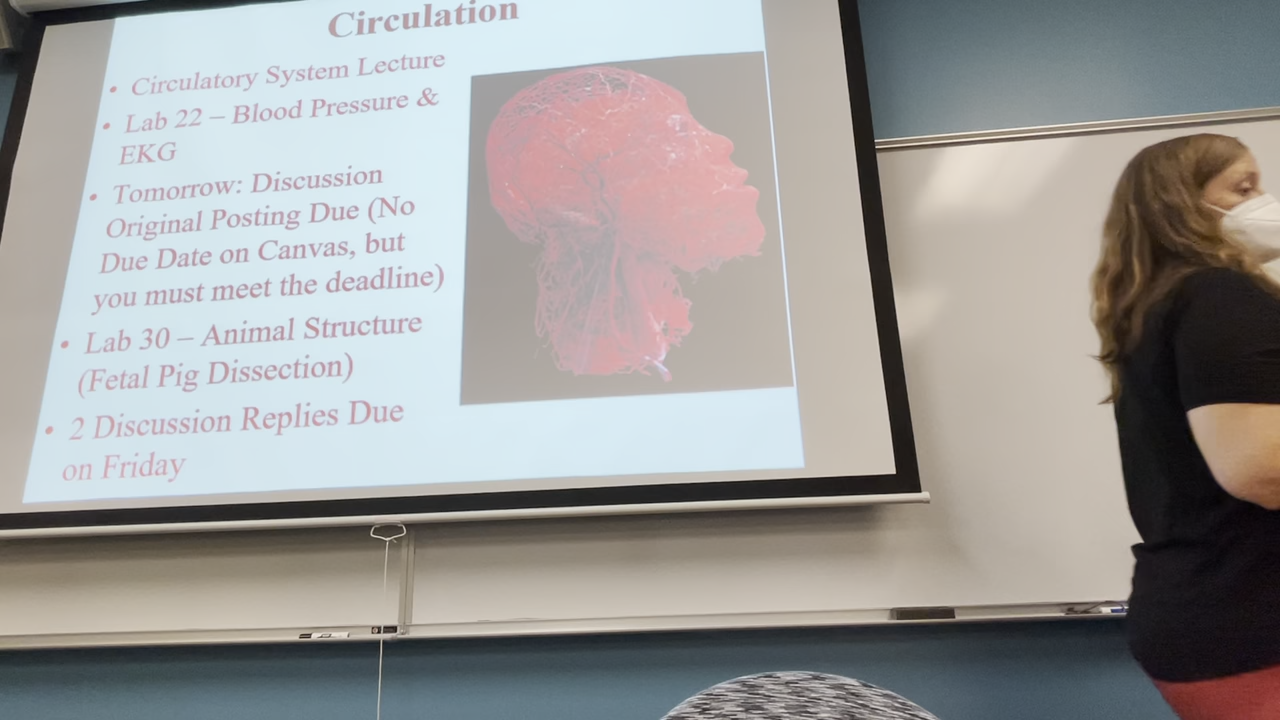 Circulation
• Circulatory System Lecture
• Lab 22 – Blood Pressure &
EKG
• Tomorrow: Discussion
Original Posting Due (No
Due Date on Canvas, but
you must meet the deadline)
• Lab 30 – Animal Structure
(Fetal Pig Dissection)
• 2 Discussion Replies Due
on Friday